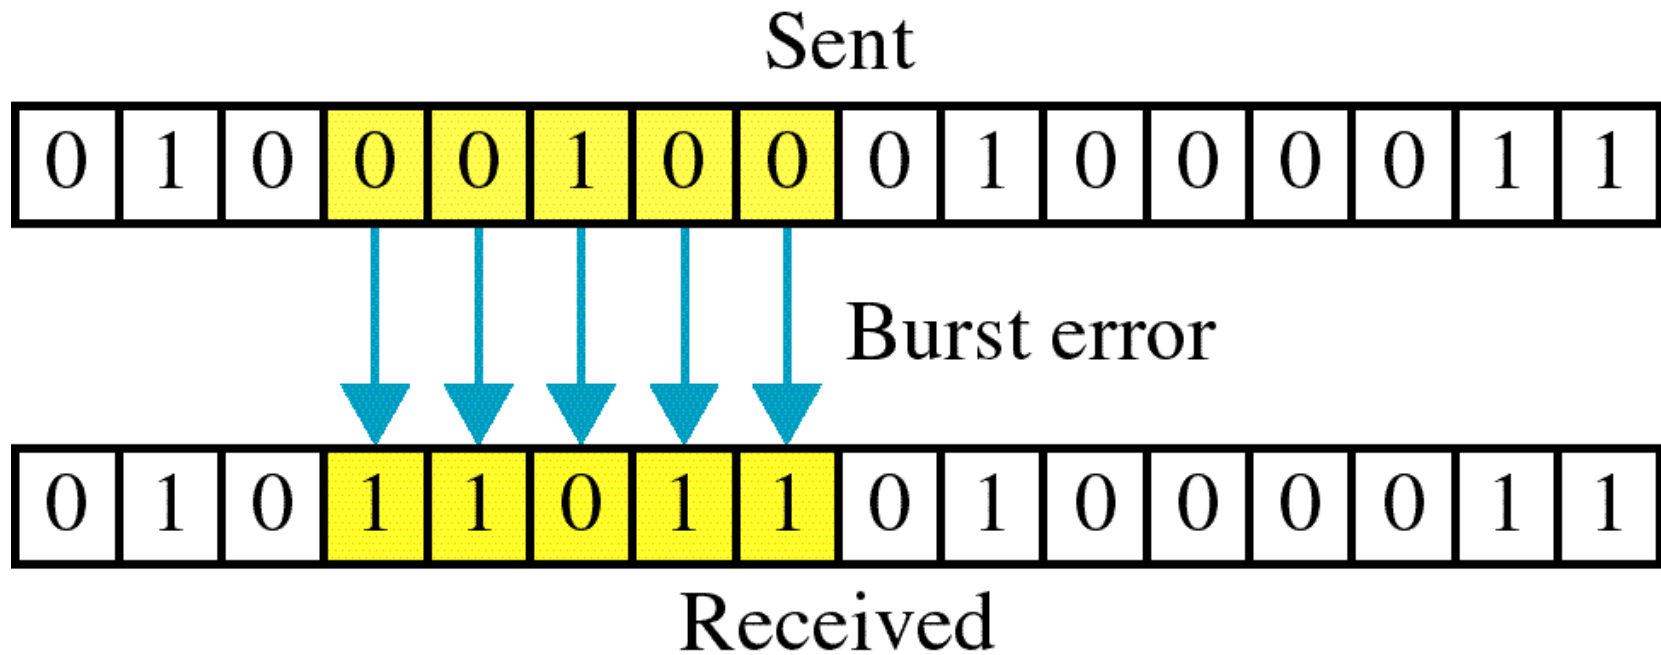 Sent
0 1 0 0 0 1 0 0 0 1 0 0 0 0 1 1
Burst error
0 1 0 1 1 0 1 1 0 1 0 0 0 0 1 1
Received